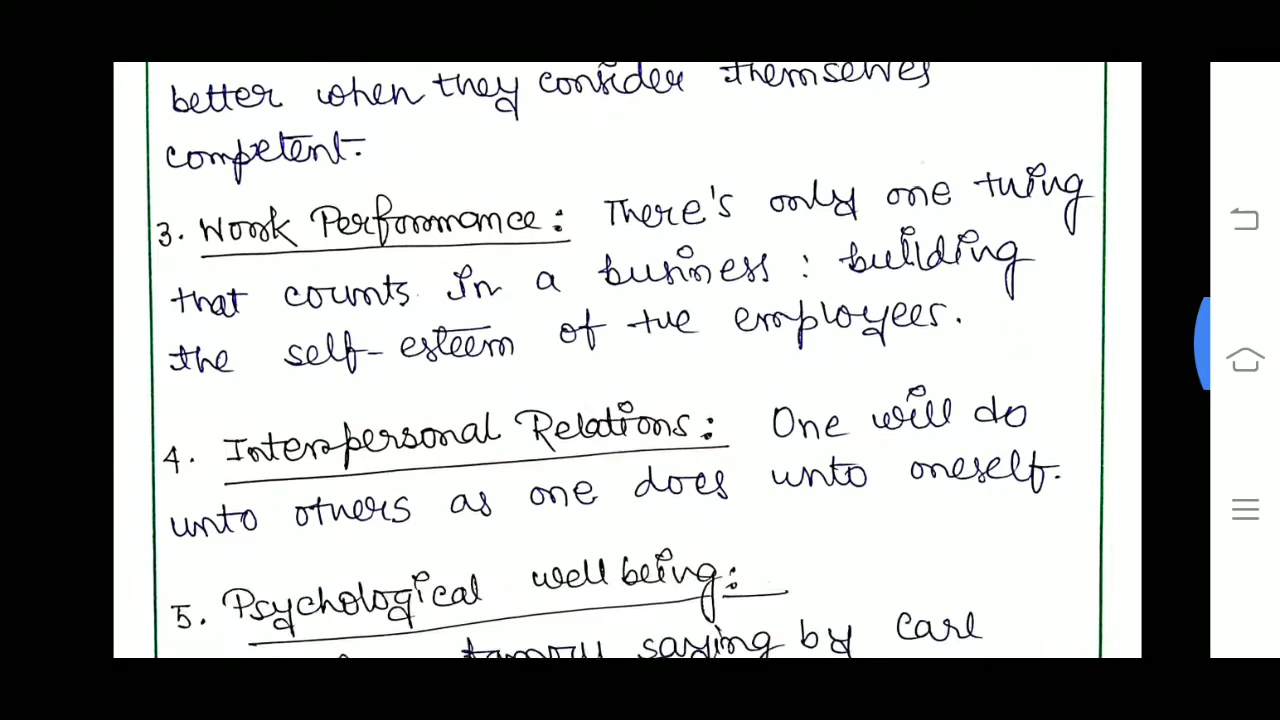 better when they consider themselves
competent.
3. Work Performance: There's only one thing
that counts in a business: building
the self-esteem of the employees.
4. Interpersonal Relations: One will do
unto others as one does unto oneself.
5. Psychological well being:
saying by Carl